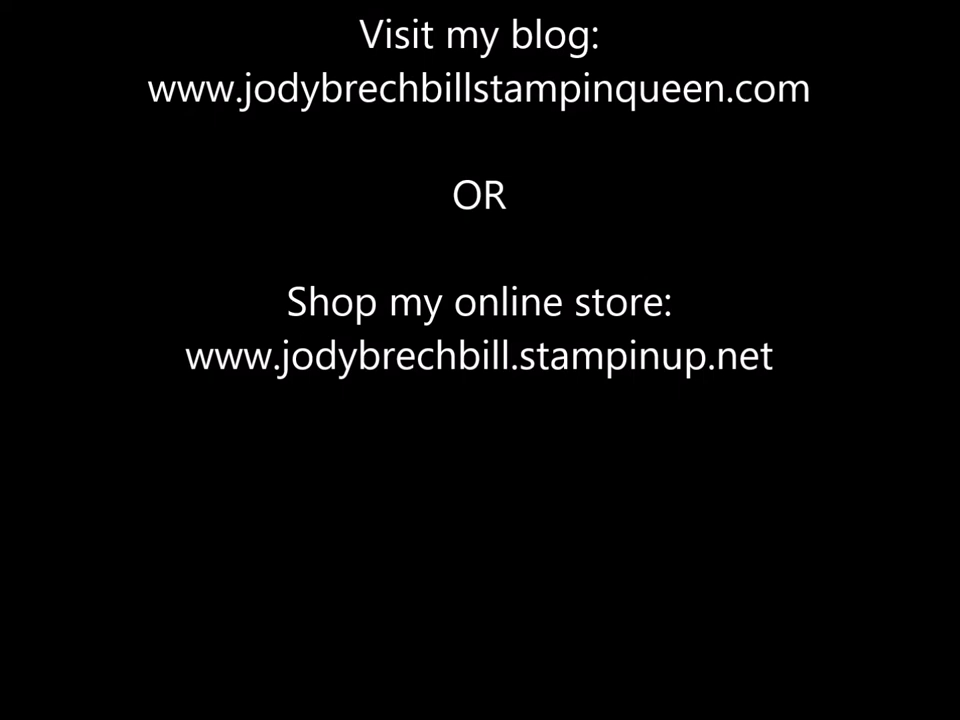 Visit my blog:
www.jodybrechbillstampinqueen.com
OR
Shop my online store:
www.jodybrechbill.stampinup.net